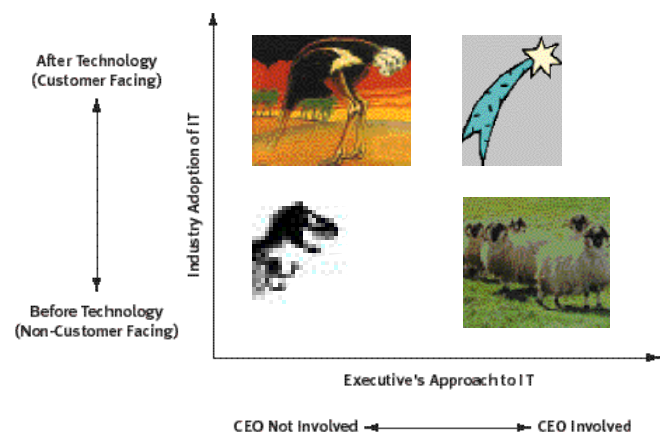 After Technology
(Customer Facing)
Industry Adoption of IT
Before Technology
(Non-Customer Facing)
Executive's Approach to IT
CEO Not Involved
CEO Involved